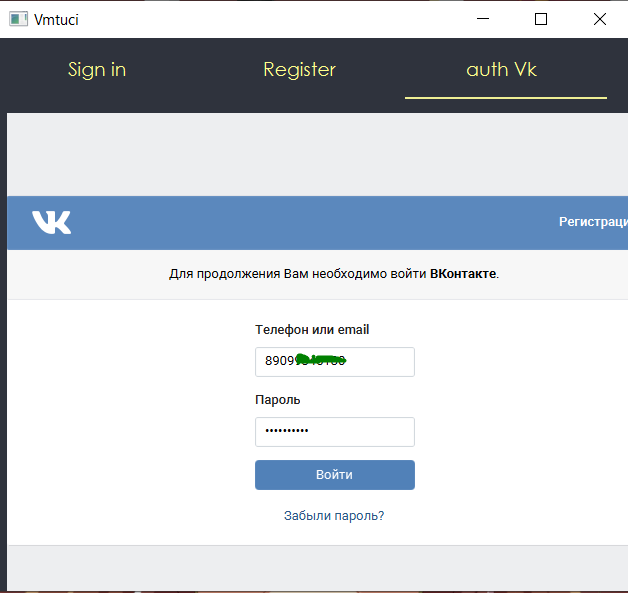 Vmtuci
Sign in Register auth Vk
Регистраци
Для продолжения Вам необходимо войти ВКонтакте.
Телефон или email
Пароль
••••••••••
Войти
Забыли пароль?